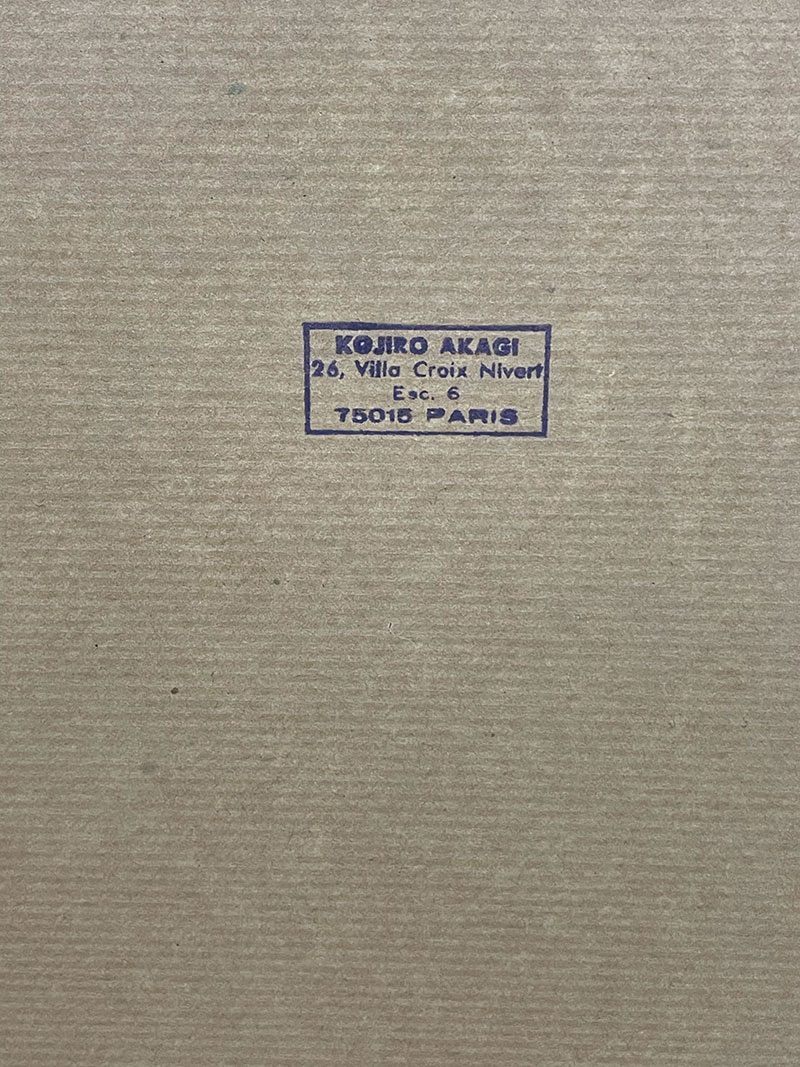 KOJIRO AKAGI
26, Villa Croix Nivert
Esc. 6
75015 PARIS